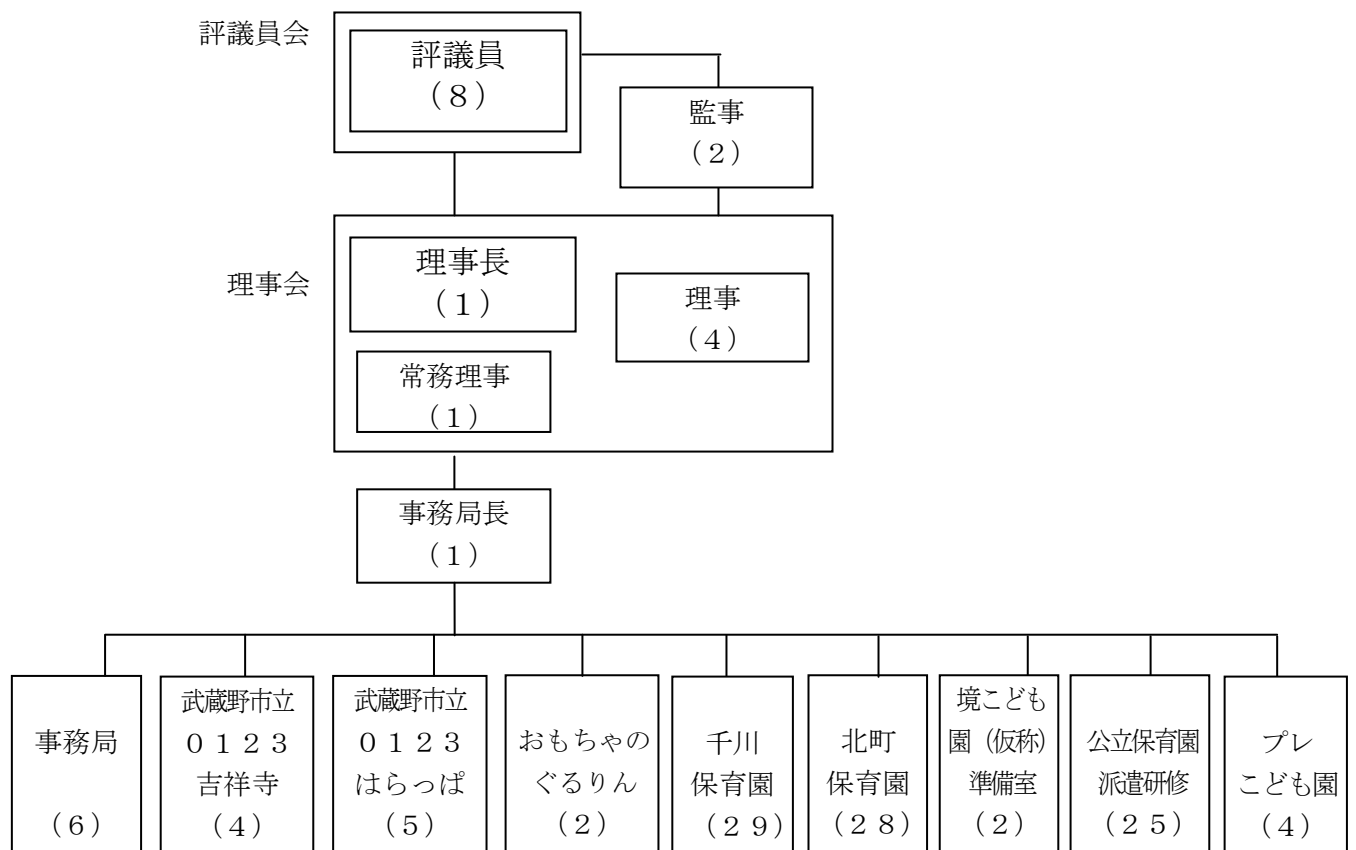 評議員会
評議員
（８）
監事
（２）
理事会
理事長
（１）
理事
（４）
常務理事
（１）
事務局長
（１）
事務局
（６）
武蔵野市立
０１２３
吉祥寺
（４）
武蔵野市立
０１２３
はらっぱ
（５）
おもちゃの
ぐるりん
（２）
千川
保育園
（２９）
北町
保育園
（２８）
境こども
園（仮称）
準備室
（２）
公立保育園
派遣研修
（２５）
プレ
こども園
（４）